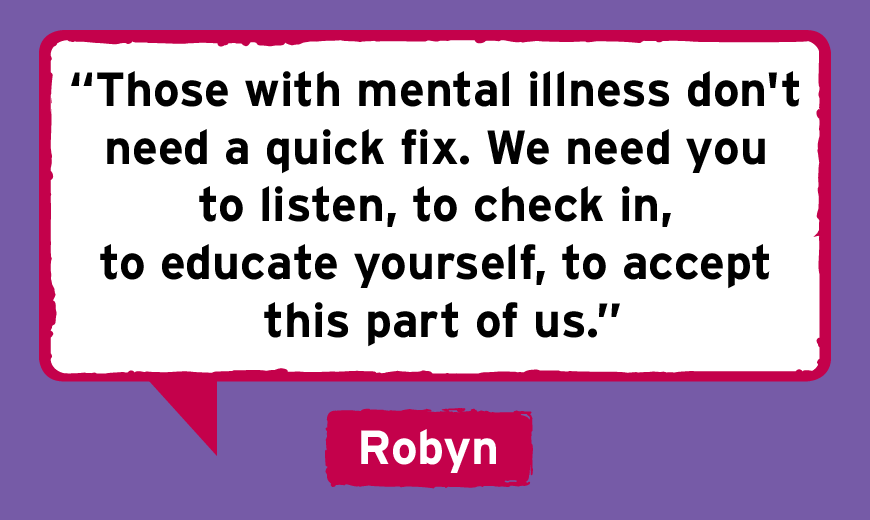 “Those with mental illness don't
need a quick fix. We need you
to listen, to check in,
to educate yourself, to accept
this part of us.”
Robyn